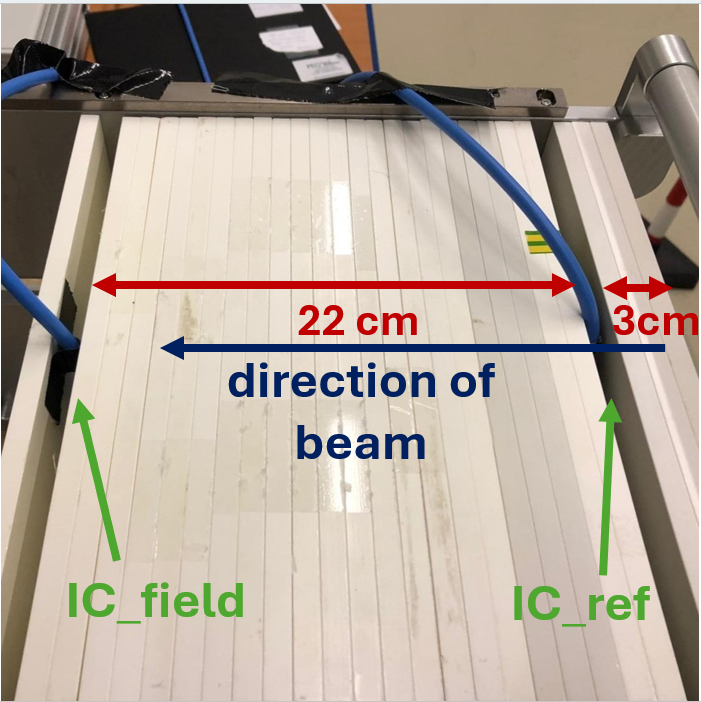 22 cm
3cm
direction of
beam
IC_field
IC_ref